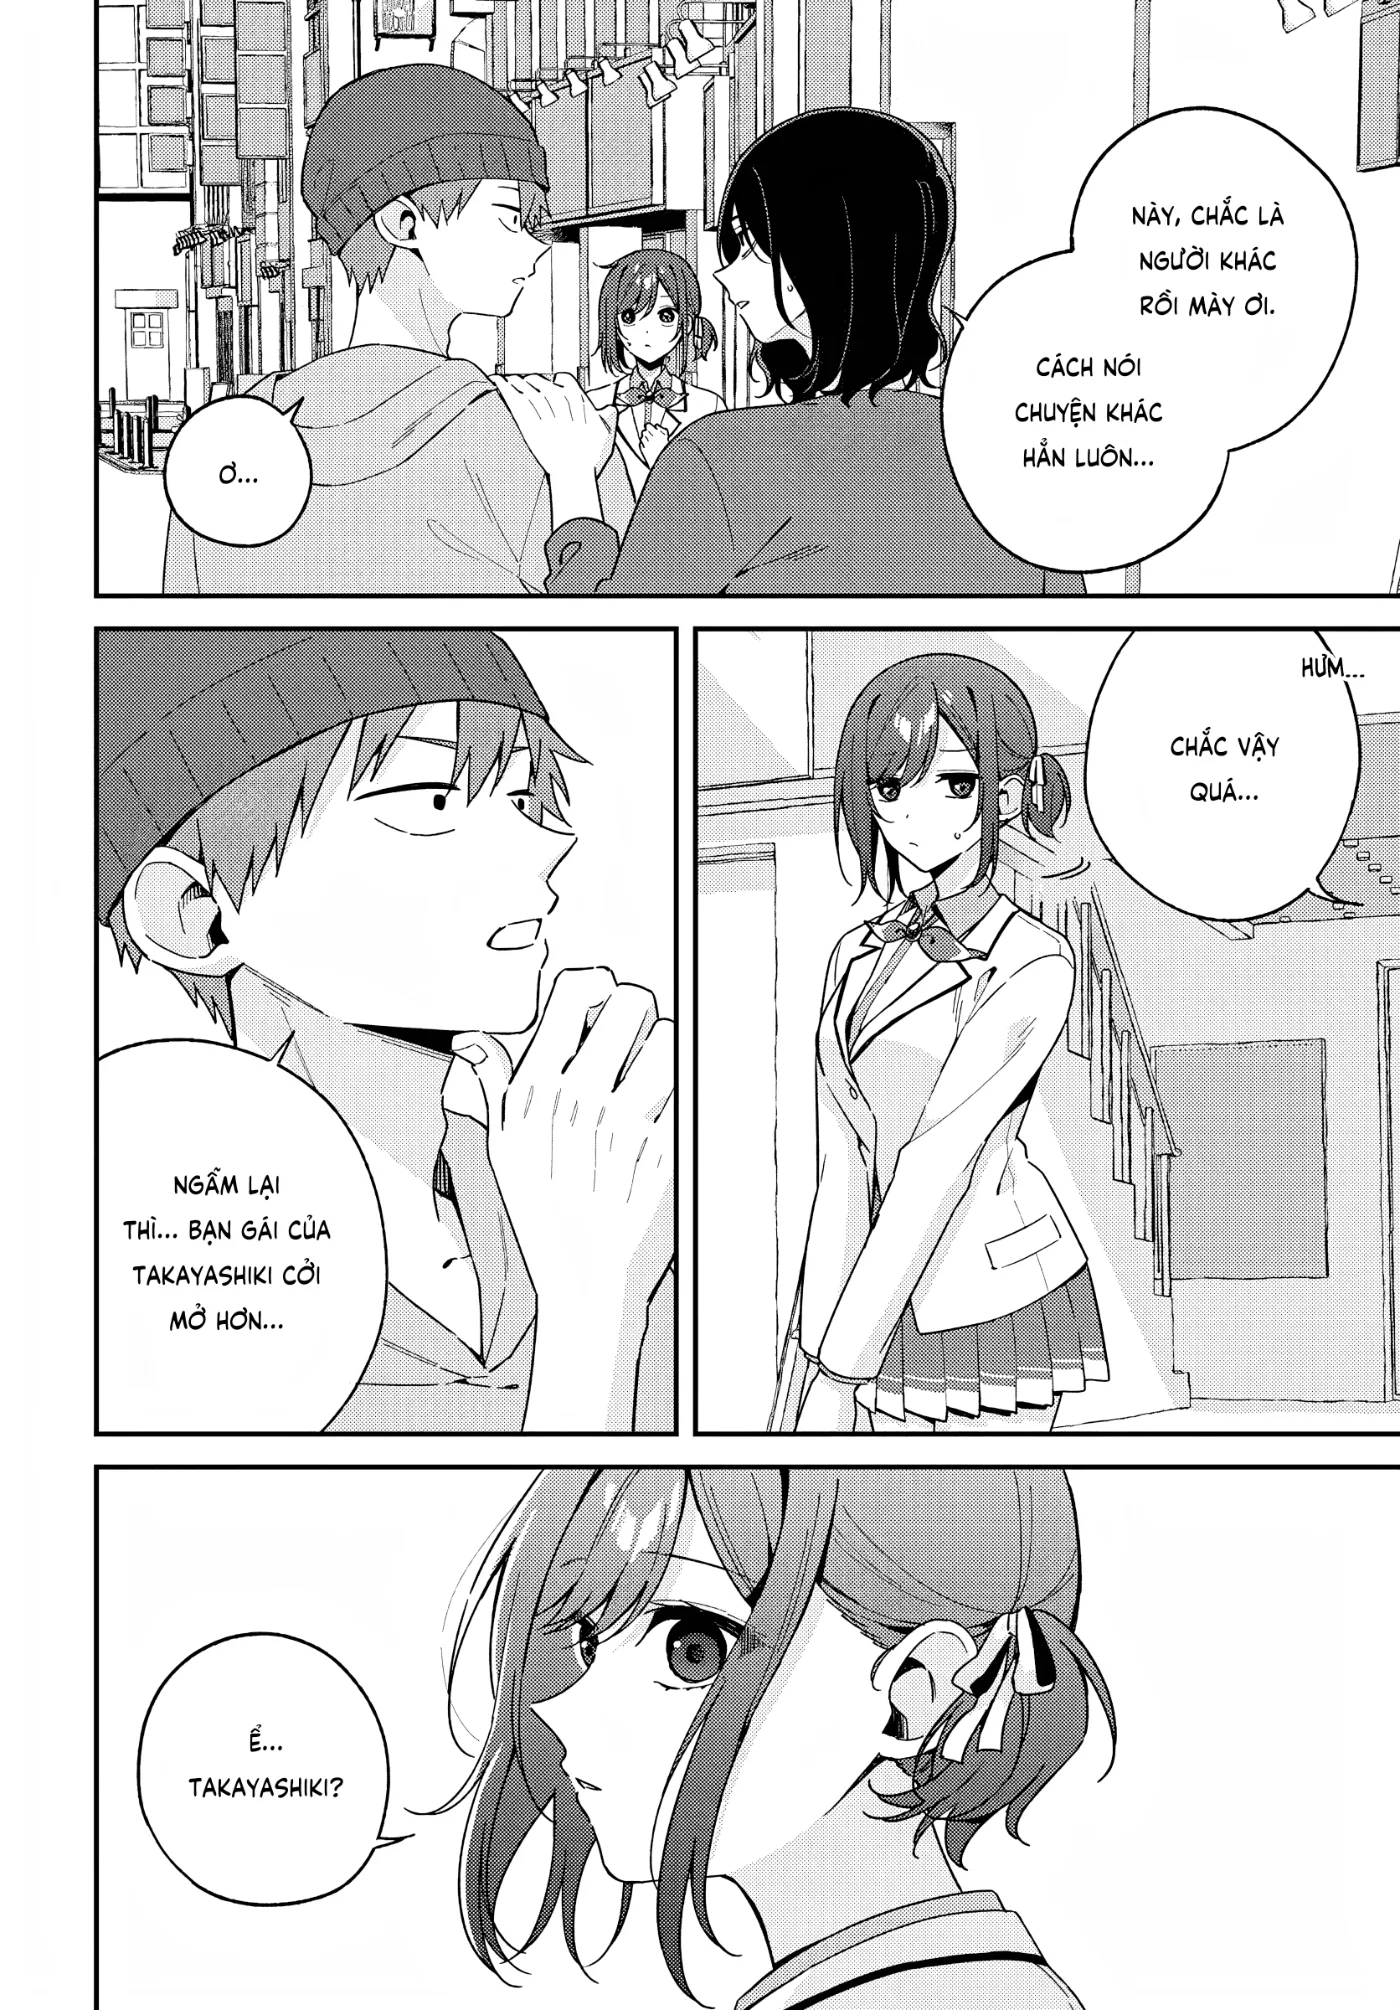 NÀY, CHẮC LÀ
NGƯỜI KHÁC
RỒI MÀY ƠI.
CÁCH NÓI
CHUYỆN KHÁC
HẲN LUÔN...
Ơ...
HƯM...
CHẮC VẬY
QUÁ...
NGẪM LẠI
THÌ... BẠN GÁI CỦA
TAKAYASHIKI CỞI
MỞ HƠN...
Ể...
TAKAYASHIKI?